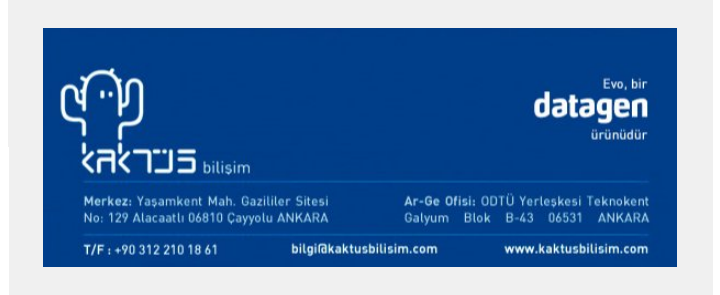 Evo, bir
datagen
ürünüdür
kaktüs bilişim
Merkez: Yaşamkent Mah. Gazililer Sitesi
No: 129 Alacaatlı 06810 Çayyolu ANKARA
Ar-Ge Ofisi: ODTÜ Yerleşkesi Teknokent
Galyum Blok B-43 06531 ANKARA
T/F : +90 312 210 18 61
bilgi@kaktusbilisim.com
www.kaktusbilisim.com